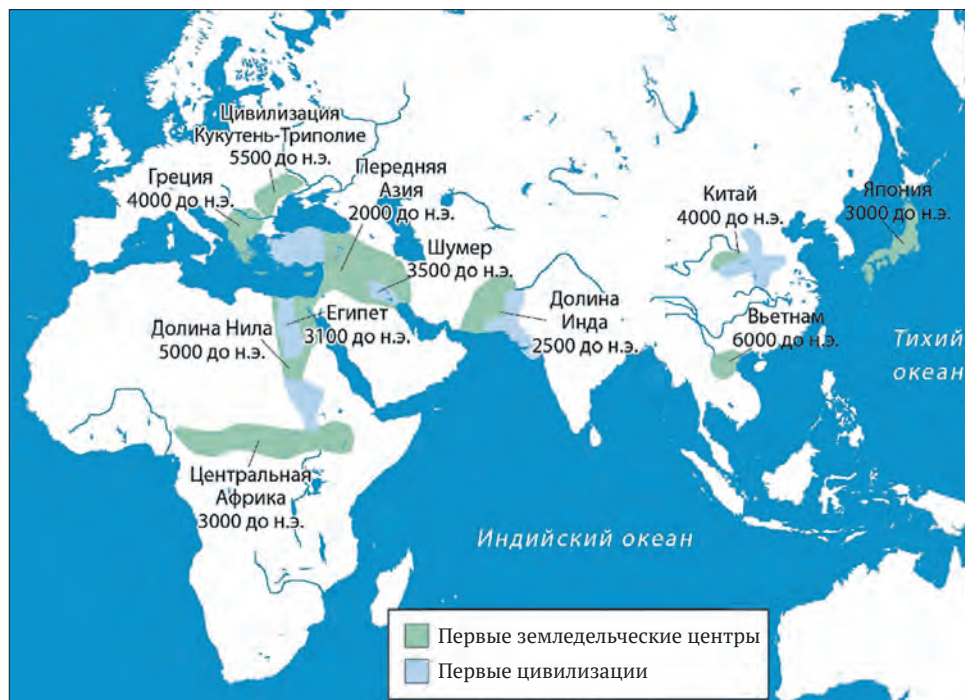 Цивилизация
Кукутень-Триполие
5500 до н.э.
Греция
4000 до н.э.
Передняя
Азия
2000 до н.э.
Шумер
3500 до н.э.
Китай
4000 до н.э.
Япония
3000 до н.э.
Долина Нила
5000 до н.э.
Египет
3100 до н.э.
Долина
Инда
2500 до н.э.
Вьетнам
6000 до н.э.
Тихий
океан
Центральная
Африка
3000 до н.э.
Индийский океан
Первые земледельческие центры
Первые цивилизации